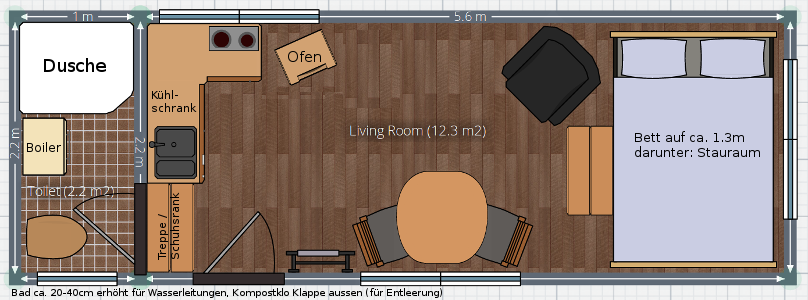 1 m
5.6 m
Dusche
Ofen
Kühl-
schrank
2.2 m
2.2 m
Living Room (12.3 m2)
Bett auf ca. 1.3m
darunter: Stauraum
Boiler
Toilet (2.2 m2)
Treppe /
Schuhsrank
Bad ca. 20-40cm erhöht für Wasserleitungen, Kompostklo Klappe aussen (für Entleerung)